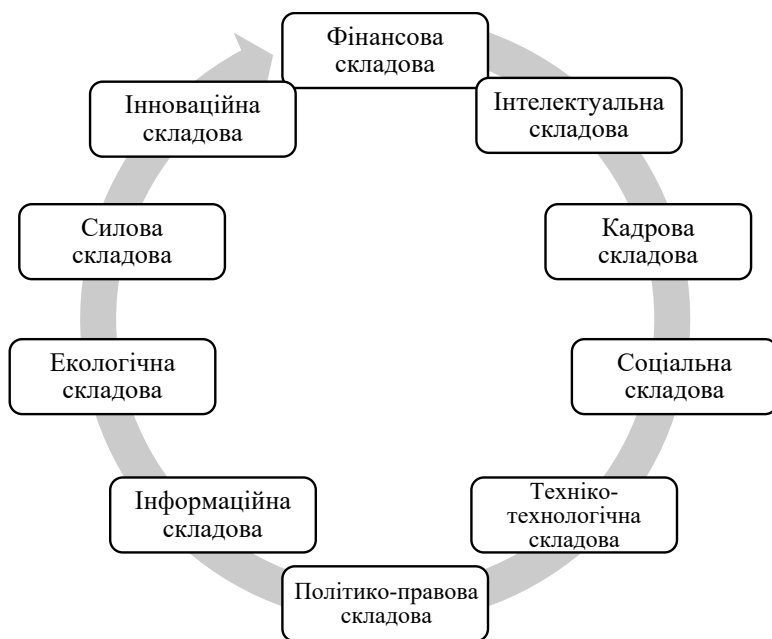 Фінансова
складова
Інтелектуальна
складова
Кадрова
складова
Соціальна
складова
Техніко-
технологічна
складова
Політико-правова
складова
Інформаційна
складова
Екологічна
складова
Силова
складова
Інноваційна
складова